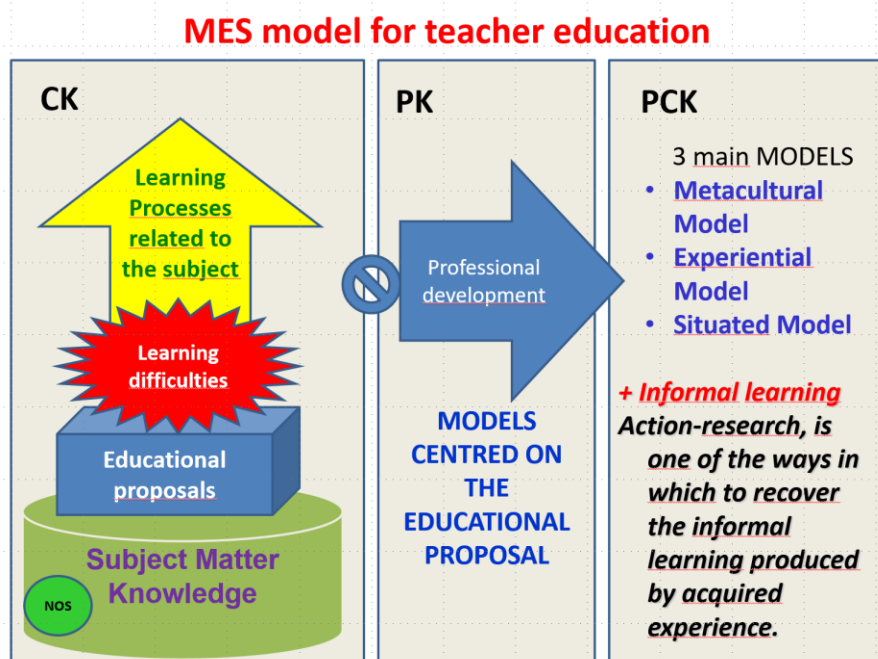 MES model for teacher education
CK
Learning
Processes
related to
the subject
Learning
difficulties
Educational
proposals
Subject Matter
Knowledge
NOS
PK
Professional
development
MODELS
CENTRED ON
THE
EDUCATIONAL
PROPOSAL
PCK
3 main MODELS
• Metacultural
Model
• Experiential
Model
• Situated Model
+ Informal learning
Action-research, is
one of the ways in
which to recover
the informal
learning produced
by acquired
experience.